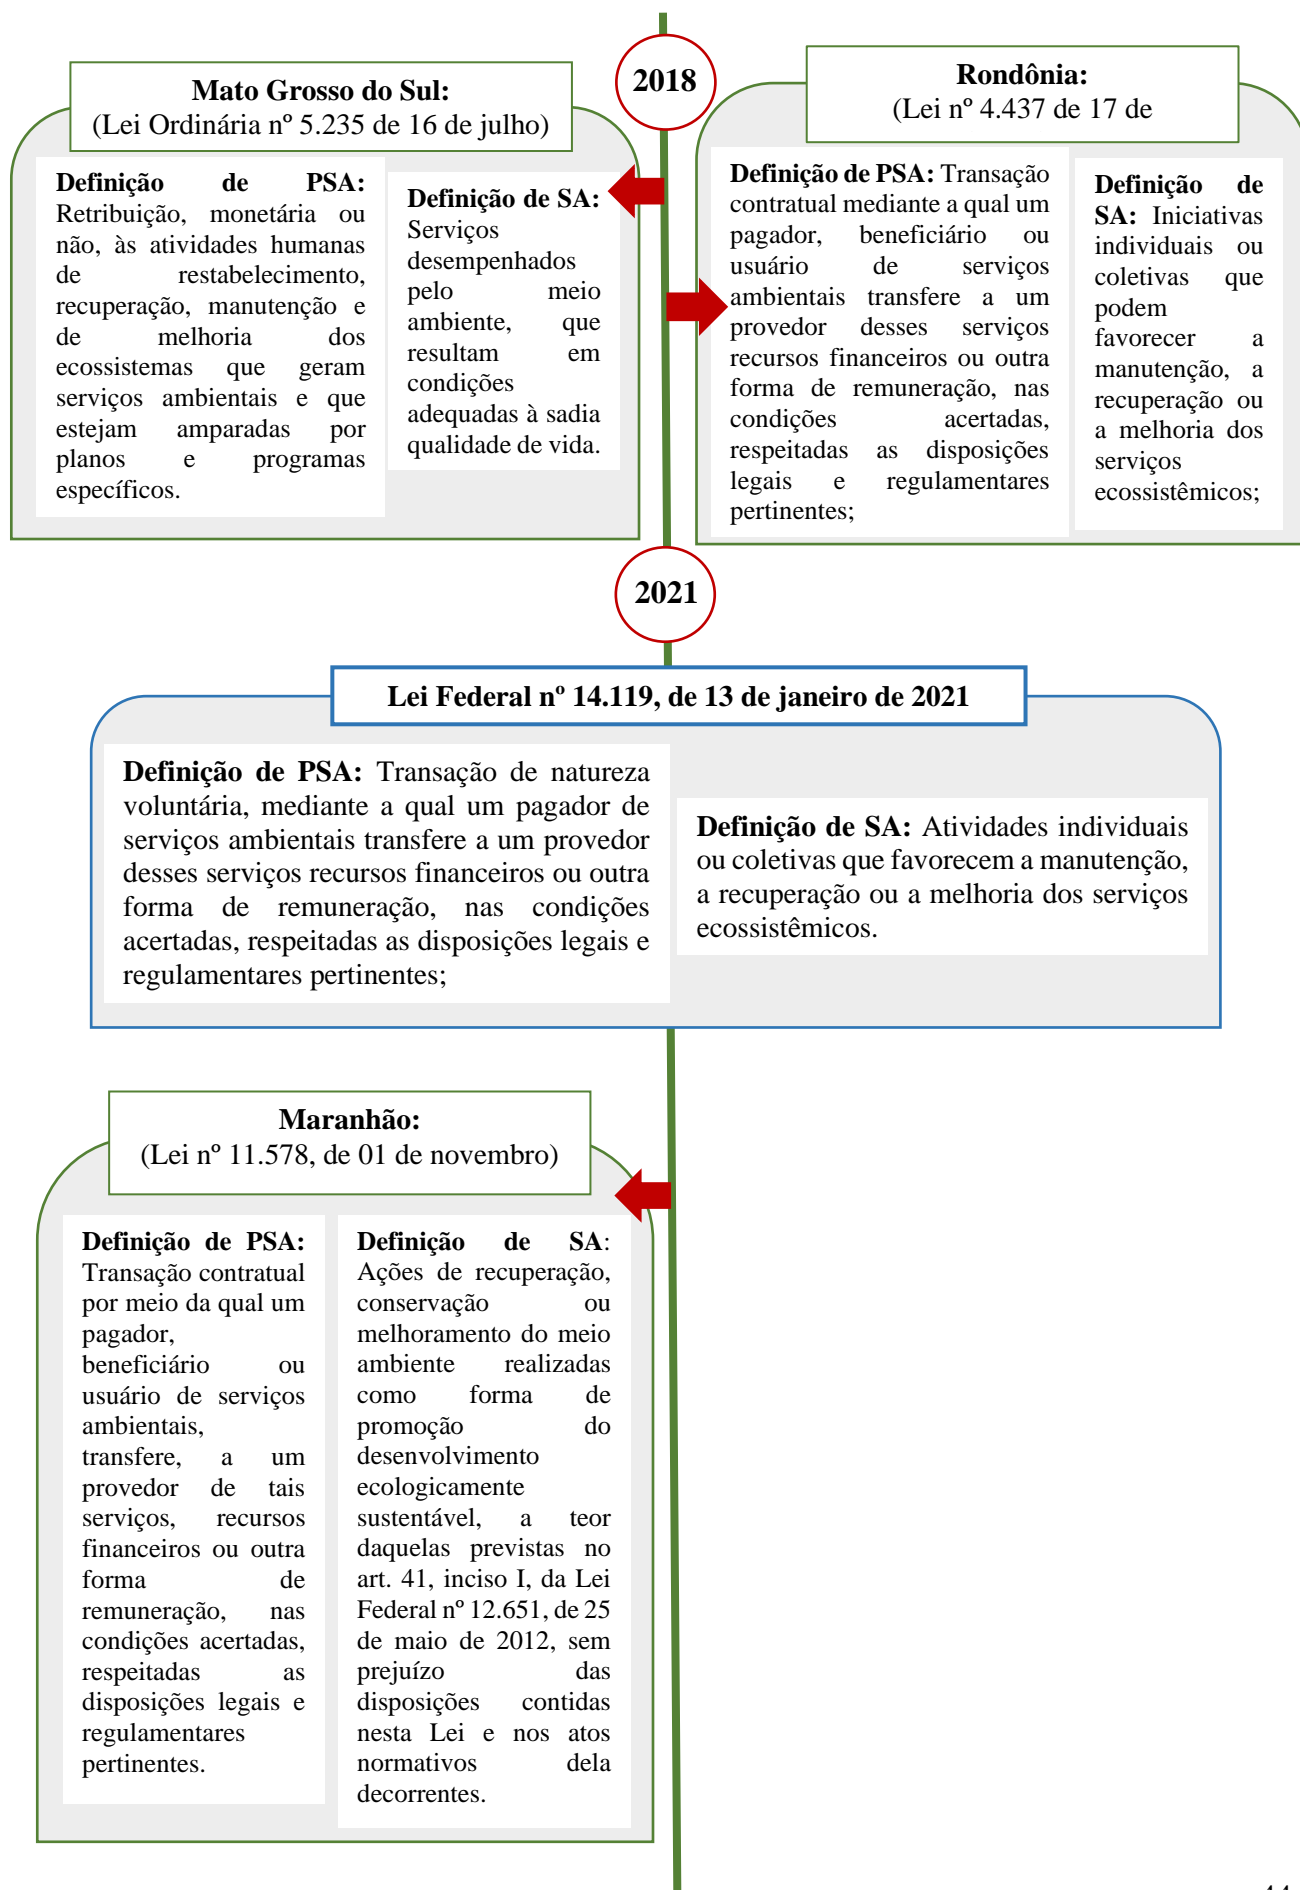 2018
Mato Grosso do Sul:
(Lei Ordinária nº 5.235 de 16 de julho)
Definição de PSA:
Retribuição, monetária ou
não, às atividades humanas
de restabelecimento,
recuperação, manutenção e
de melhoria dos
ecossistemas que geram
serviços ambientais e que
estejam amparadas por
planos e programas
específicos.
Definição de SA:
Serviços
desempenhados
pelo meio
ambiente, que
resultam em
condições
adequadas à sadia
qualidade de vida.
Rondônia:
(Lei nº 4.437 de 17 de
Definição de PSA: Transação
contratual mediante a qual um
pagador, beneficiário ou
usuário de serviços
ambientais transfere a um
provedor desses serviços
recursos financeiros ou outra
forma de remuneração, nas
condições acertadas,
respeitadas as disposições
legais e regulamentares
pertinentes;
Definição de
SA: Iniciativas
individuais ou
coletivas que
podem
favorecer a
manutenção, a
recuperação ou
a melhoria dos
serviços
ecossistêmicos;
2021
Lei Federal nº 14.119, de 13 de janeiro de 2021
Definição de PSA: Transação de natureza
voluntária, mediante a qual um pagador de
serviços ambientais transfere a um provedor
desses serviços recursos financeiros ou outra
forma de remuneração, nas condições
acertadas, respeitadas as disposições legais e
regulamentares pertinentes;
Definição de SA: Atividades individuais
ou coletivas que favorecem a manutenção,
a recuperação ou a melhoria dos serviços
ecossistêmicos.
Maranhão:
(Lei nº 11.578, de 01 de novembro)
Definição de PSA:
Transação contratual
por meio da qual um
pagador,
beneficiário ou
usuário de serviços
ambientais,
transfere, a um
provedor de tais
serviços, recursos
financeiros ou outra
forma de
remuneração, nas
condições acertadas,
respeitadas as
disposições legais e
regulamentares
pertinentes.
Definição de SA:
Ações de recuperação,
conservação ou
melhoramento do meio
ambiente realizadas
como forma de
promoção do
desenvolvimento
ecologicamente
sustentável, a teor
daquelas previstas no
art. 41, inciso I, da Lei
Federal nº 12.651, de 25
de maio de 2012, sem
prejuízo das
disposições contidas
nesta Lei e nos atos
normativos dela
decorrentes.